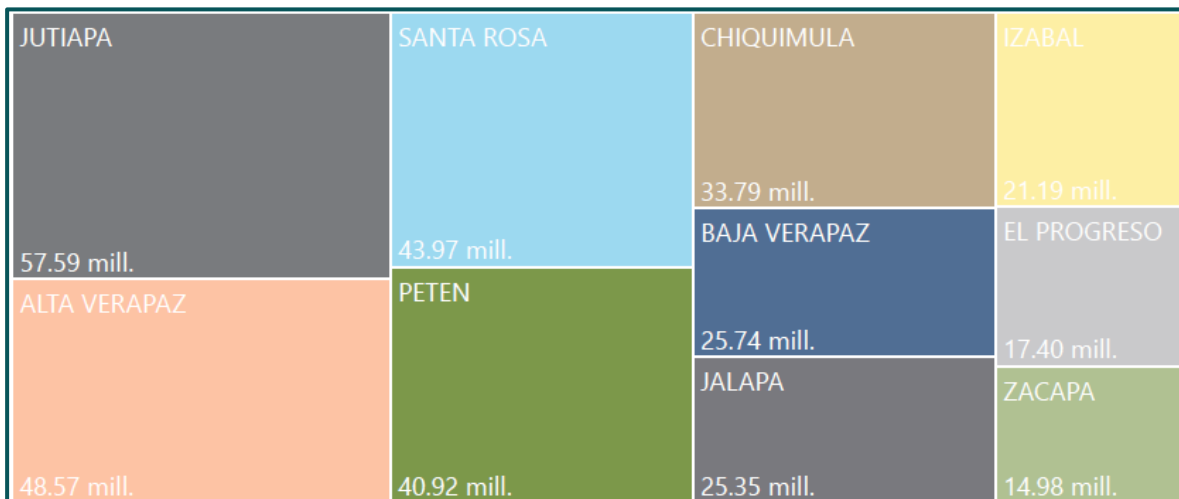 JUTIAPA
57.59 mill.
ALTA VERAPAZ
48.57 mill.
SANTA ROSA
43.97 mill.
PETEN
40.92 mill.
CHIQUIMULA
33.79 mill.
BAJA VERAPAZ
25.74 mill.
JALAPA
25.35 mill.
IZABAL
21.19 mill.
EL PROGRESO
17.40 mill.
ZACAPA
14.98 mill.